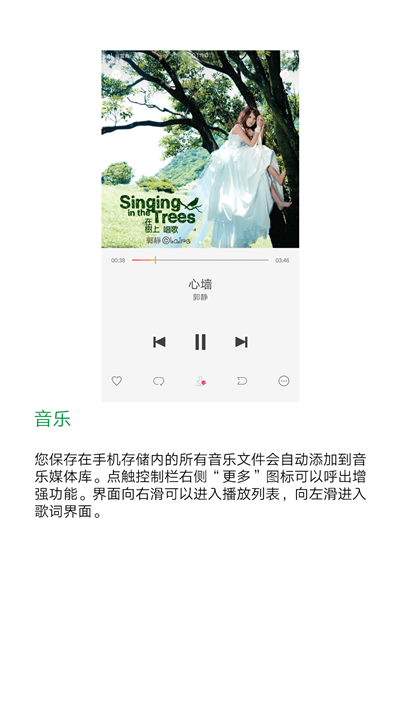 Singing
in the
Trees
在
樹上 唱歌
郭靜 @claire
00:38
03:46
心墙
郭静
音乐
您保存在手机存储内的所有音乐文件会自动添加到音
乐媒体库。点触控制栏右侧“更多”图标可以呼出增
强功能。界面向右滑可以进入播放列表，向左滑进入
歌词界面。